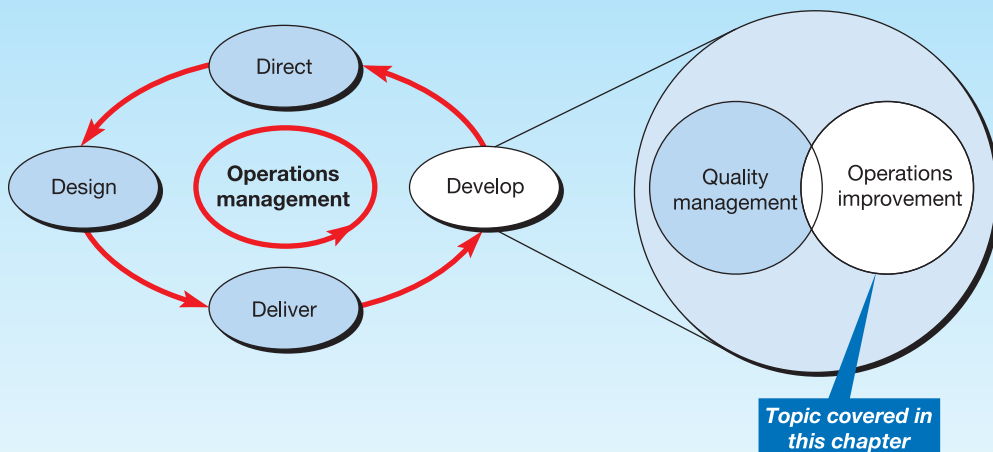 Direct
Design
Operations
management
Develop
Deliver
Quality
management
Operations
improvement
Topic covered in
this chapter